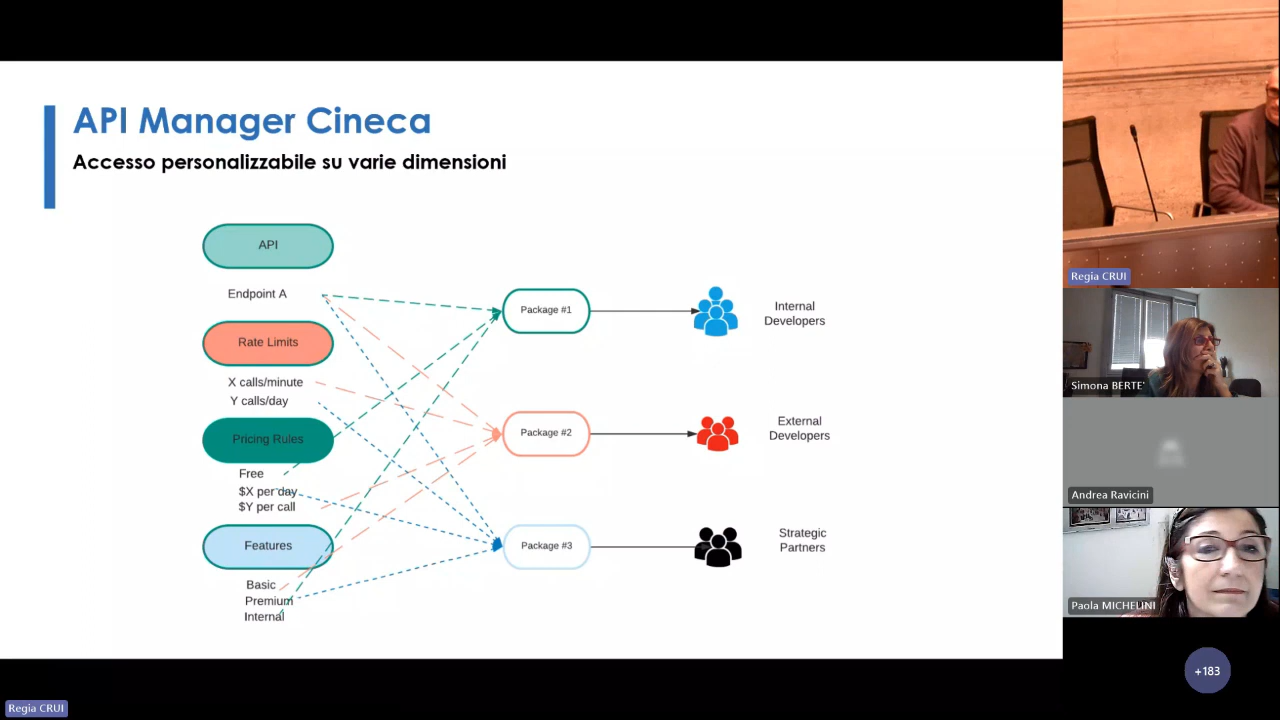 API Manager Cineca
Accesso personalizzabile su varie dimensioni
API
Endpoint A
Rate Limits
X calls/minute
Y calls/day
Pricing Rules
Free
$X per day
$Y per call
Features
Basic
Premium
Internal
Package #1
Package #2
Package #3
Internal
Developers
External
Developers
Strategic
Partners
Regia CRUI
Simona BERTE'
Andrea Ravicini
Paola MICHELINI
+183
Regia CRUI